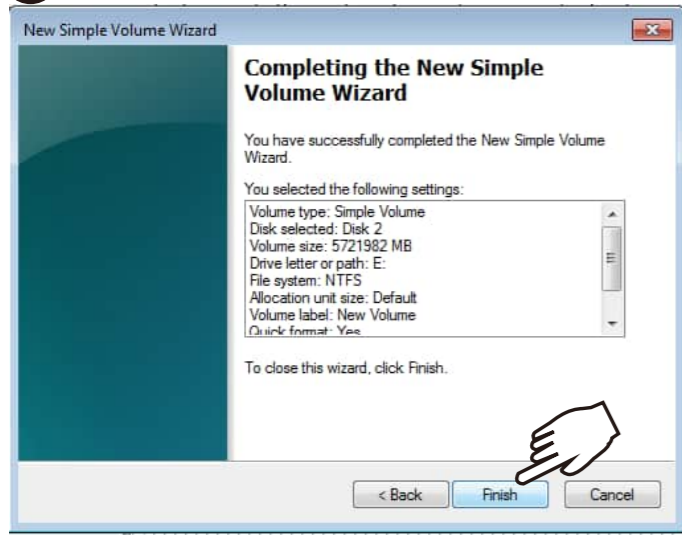 New Simple Volume Wizard
Completing the New Simple
Volume Wizard
You have successfully completed the New Simple Volume
Wizard.
You selected the following settings:
Volume type: Simple Volume
Disk selected: Disk 2
Volume size: 5721982 MB
Drive letter or path: E:
File system: NTFS
Allocation unit size: Default
Volume label: New Volume
Quick format: Yes
To close this wizard, click Finish.
< Back
Finish
Cancel